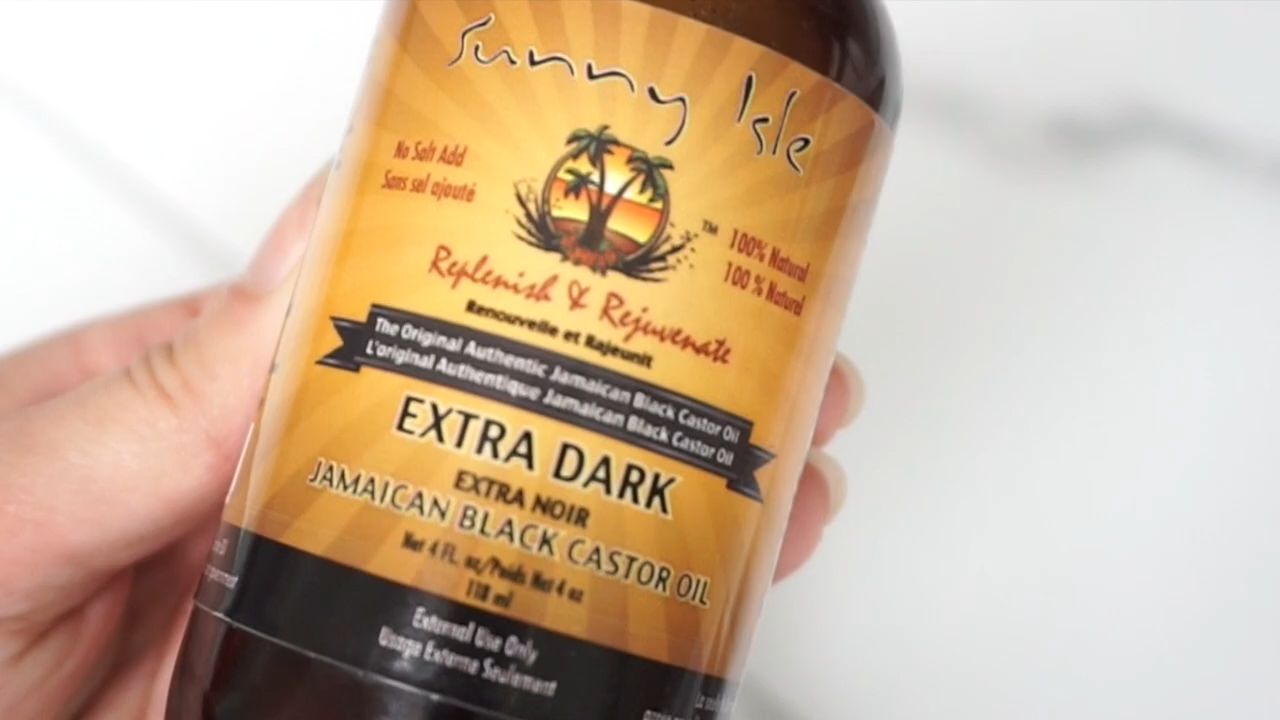 Sunny Isle
No Salt Add
Sans sel ajouté
TM
100% Natural
100 % Naturel
Replenish & Rejuvenate
Renouvelle et Rajeunit
The Original Authentic Jamaican Black Castor Oil
L'original Authentique Jamaican Black Castor Oil
EXTRA DARK
EXTRA NOIR
JAMAICAN BLACK CASTOR OIL
Net 4 FL. oz/Poids Net 4 oz
118 ml
External Use Only
Usage Externe Seulement